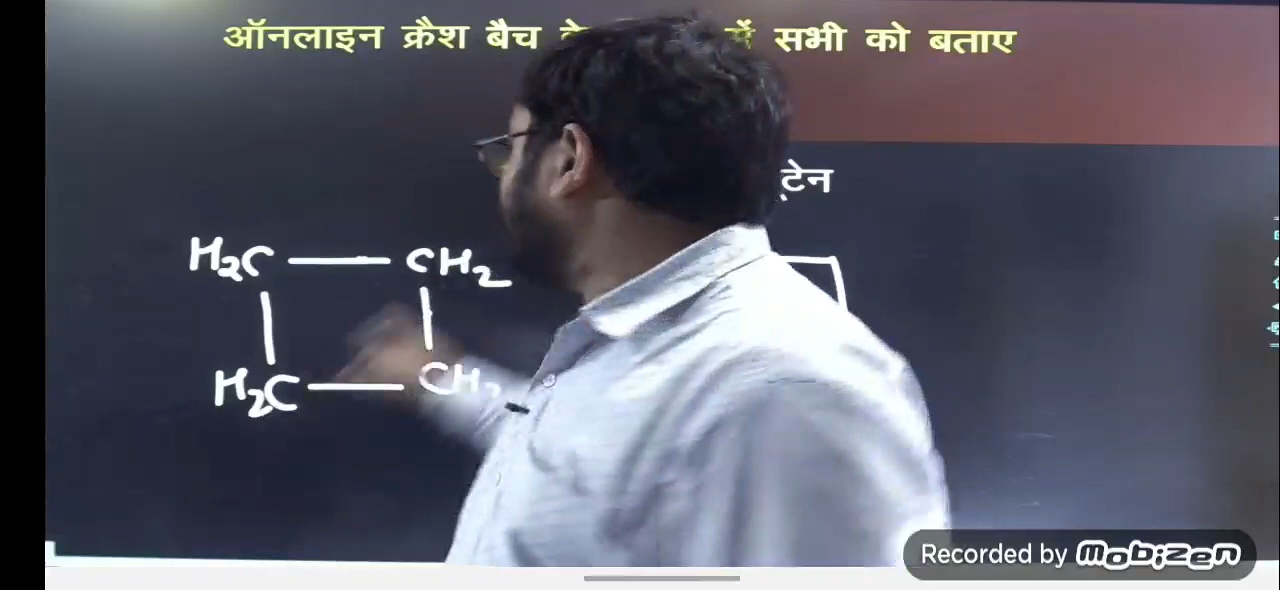 ऑनलाइन क्रैश बैच में सभी को बताए
H2C — CH2
H2C — CH2
Recorded by Mobizen